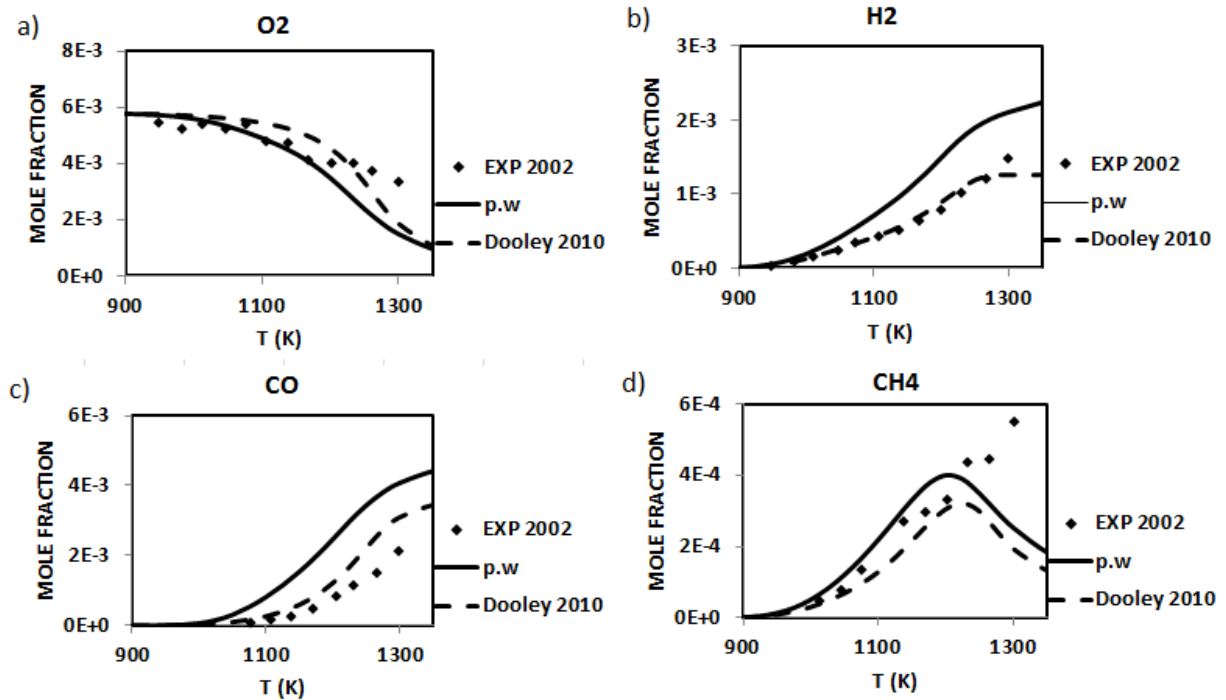 a)
O2
8E-3
6E-3
4E-3
2E-3
0E+0
MOLE FRACTION
900
1100
1300
T (K)
EXP 2002
p.w
Dooley 2010
b)
H2
3E-3
2E-3
1E-3
0E+0
MOLE FRACTION
900
1100
1300
T (K)
EXP 2002
p.w
Dooley 2010
c)
CO
6E-3
4E-3
2E-3
0E+0
MOLE FRACTION
900
1100
1300
T (K)
EXP 2002
p.w
Dooley 2010
d)
CH4
6E-4
4E-4
2E-4
0E+0
MOLE FRACTION
900
1100
1300
T (K)
EXP 2002
p.w
Dooley 2010